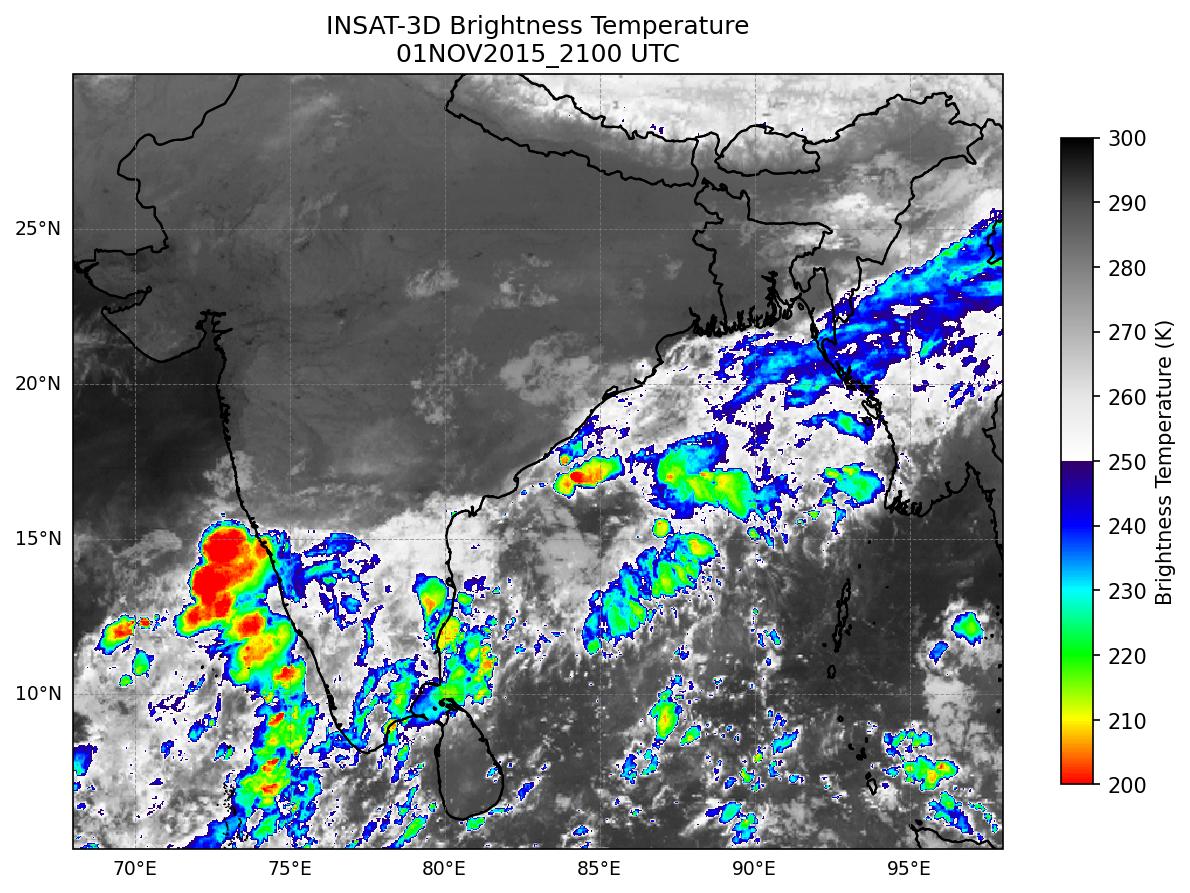 INSAT-3D Brightness Temperature
01NOV2015_2100 UTC
25°N
20°N
15°N
10°N
70°E
75°E
80°E
85°E
90°E
95°E
300
290
280
270
260
250
240
230
220
210
200
Brightness Temperature (K)